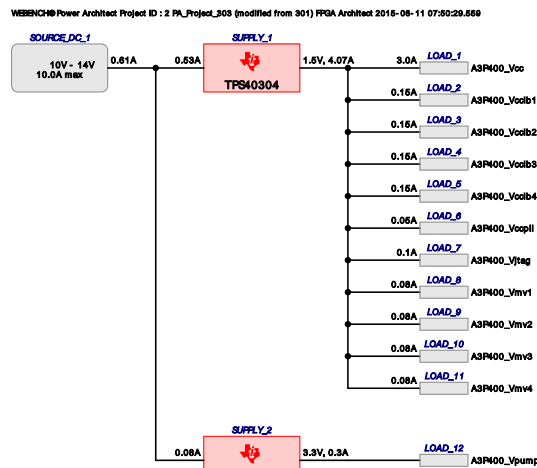 WEBENCH® Power Architect Project ID : 2 PA_Project_303 (modified from 301) FPGA Architect 2015-06-11 07:50:29.559
SOURCE_DC_1
10V - 14V
10.0A max
0.61A
0.53A
SUPPLY_1
TPS40304
1.5V, 4.07A
3.0A LOAD_1 A3P400_Vcc
0.15A LOAD_2 A3P400_Vccib1
0.15A LOAD_3 A3P400_Vccib2
0.15A LOAD_4 A3P400_Vccib3
0.15A LOAD_5 A3P400_Vccib4
0.05A LOAD_6 A3P400_Vccpll
0.1A LOAD_7 A3P400_Vjtag
0.08A LOAD_8 A3P400_Vmv1
0.08A LOAD_9 A3P400_Vmv2
0.08A LOAD_10 A3P400_Vmv3
0.08A LOAD_11 A3P400_Vmv4
SUPPLY_2
0.08A
3.3V, 0.3A
LOAD_12 A3P400_Vpump